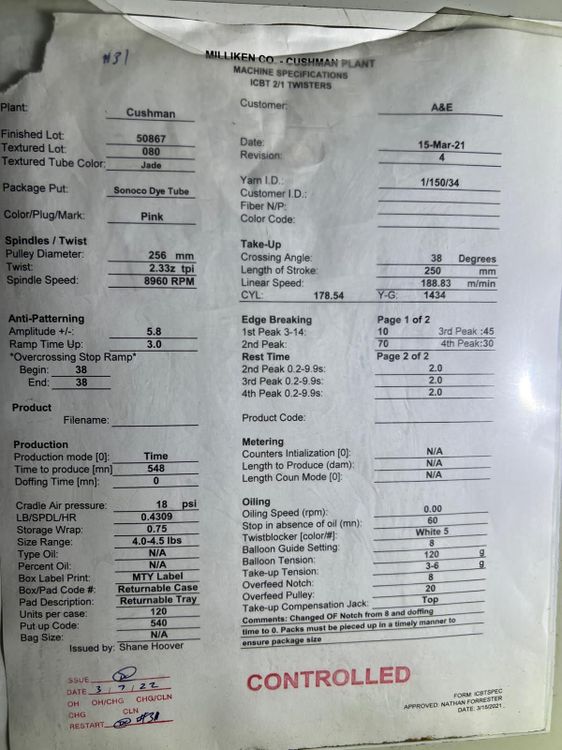 #31
MILLIKEN CO. - CUSHMAN PLANT
MACHINE SPECIFICATIONS
ICBT 2/1 TWISTERS
Plant: Cushman Customer: A&E
Finished Lot: 50867 Date: 15-Mar-21
Textured Lot: 080 Revision: 4
Textured Tube Color: Jade
Package Put: Sonoco Dye Tube Yarn I.D.: 1/150/34
Customer I.D.:
Fiber N/P:
Color/Plug/Mark: Pink Color Code:
Spindles / Twist Take-Up
Pulley Diameter: 256 mm Crossing Angle: 38 Degrees
Twist: 2.33z tpi Length of Stroke: 250 mm
Spindle Speed: 8960 RPM Linear Speed: 188.83 m/min
CYL: 178.54 Y-G: 1434
Anti-Patterning Edge Breaking Page 1 of 2
Amplitude +/-: 5.8 1st Peak 3-14: 10 3rd Peak :45
Ramp Time Up: 3.0 2nd Peak: 70 4th Peak:30
*Overcrossing Stop Ramp* Rest Time Page 2 of 2
Begin: 38 2nd Peak 0.2-9.9s: 2.0
End: 38 3rd Peak 0.2-9.9s: 2.0
4th Peak 0.2-9.9s: 2.0
Product
Filename: Product Code:
Production Metering
Production mode [0]: Time Counters Intialization [0]: N/A
Time to produce [mn] 548 Length to Produce (dam): N/A
Doffing Time [mn]: 0 Length Coun Mode [0]: N/A
Cradle Air pressure: 18 psi Oiling
LB/SPDL/HR 0.4309 Oiling Speed (rpm): 0.00
Storage Wrap: 0.75 Stop in absence of oil (mn): 60
Size Range: 4.0-4.5 lbs Twistblocker [color/#]: White 5
Type Oil: N/A Balloon Guide Setting: 8
Percent Oil: N/A Balloon Tension: 120 g
Box Label Print: MTY Label Take-up Tension: 3-6 g
Box/Pad Code #: Returnable Case Overfeed Notch: 8
Pad Description: Returnable Tray Overfeed Pulley: 20
Units per case: 120 Take-up Compensation Jack: Top
Put up Code: 540 Comments: Changed OF Notch from 8 and doffing
Bag Size: N/A time to 0. Packs must be pieced up in a timely manner to
Issued by: Shane Hoover ensure package size
CONTROLLED
ISSUE
DATE 3 / 7 / 22
OH OH/CHG CHG/CLN
CHG CLN
RESTART #31
FORM: ICBTSPEC
APPROVED: NATHAN FORRESTER
DATE: 3/15/2021